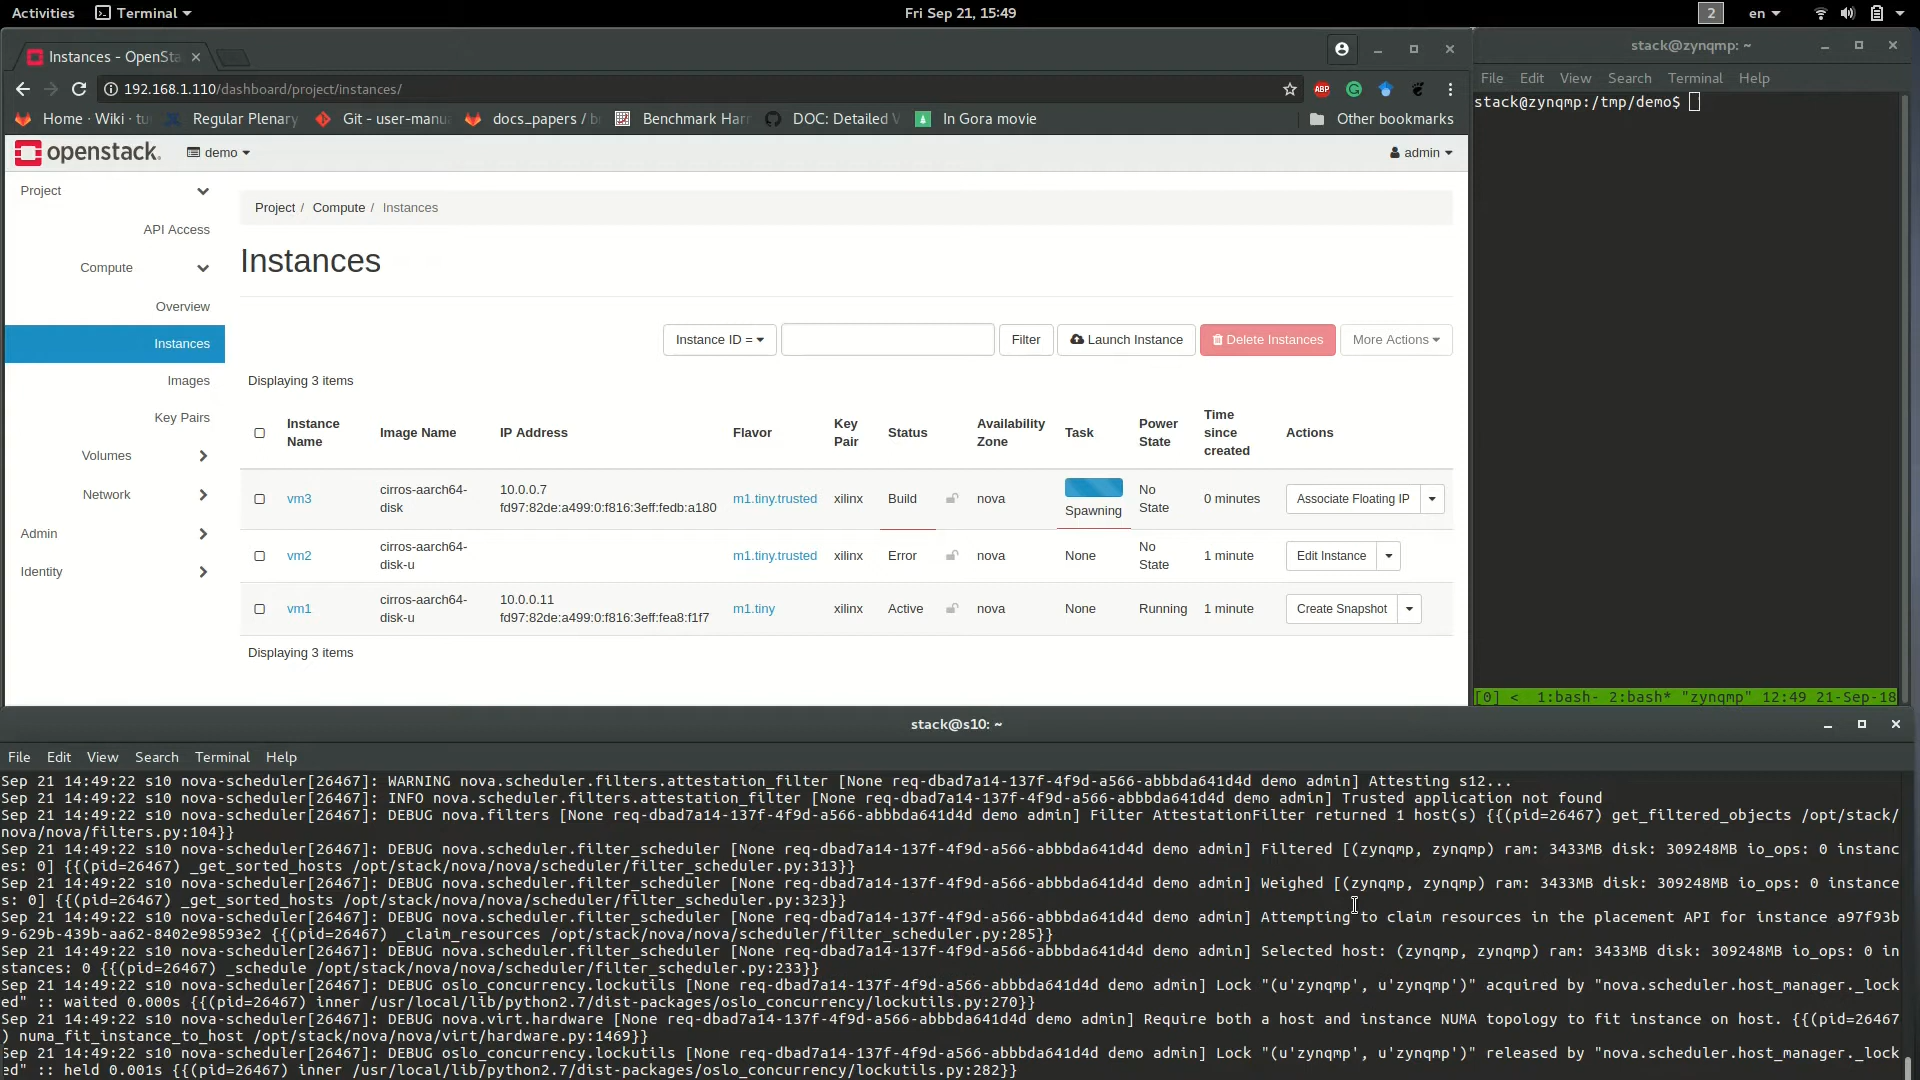 Activities Terminal Fri Sep 21, 15:49 2 en
Instances - OpenSta
192.168.1.110/dashboard/project/instances/ ABP
Home · Wiki · tu Regular Plenary Git - user-manu docs_papers / b Benchmark Harr DOC: Detailed V In Gora movie Other bookmarks
openstack. demo admin
Project
API Access
Compute
Overview
Instances
Images
Key Pairs
Volumes
Network
Admin
Identity
Project / Compute / Instances
Instances
Instance ID = Filter Launch Instance Delete Instances More Actions
Displaying 3 items
Instance Name Image Name IP Address Flavor Key Pair Status Availability Zone Task Power State Time since created Actions
vm3 cirros-aarch64-disk 10.0.0.7 fd97:82de:a499:0:f816:3eff:fedb:a180 m1.tiny.trusted xilinx Build nova Spawning No State 0 minutes Associate Floating IP
vm2 cirros-aarch64-disk-u m1.tiny.trusted xilinx Error nova None No State 1 minute Edit Instance
vm1 cirros-aarch64-disk-u 10.0.0.11 fd97:82de:a499:0:f816:3eff:fea8:f1f7 m1.tiny xilinx Active nova None Running 1 minute Create Snapshot
Displaying 3 items
stack@zynqmp: ~
File Edit View Search Terminal Help
stack@zynqmp:/tmp/demo$
[0] < 1:bash- 2:bash* "zynqmp" 12:49 21-Sep-18
stack@s10: ~
File Edit View Search Terminal Help
Sep 21 14:49:22 s10 nova-scheduler[26467]: WARNING nova.scheduler.filters.attestation_filter [None req-dbad7a14-137f-4f9d-a566-abbbda641d4d demo admin] Attesting s12...
Sep 21 14:49:22 s10 nova-scheduler[26467]: INFO nova.scheduler.filters.attestation_filter [None req-dbad7a14-137f-4f9d-a566-abbbda641d4d demo admin] Trusted application not found
Sep 21 14:49:22 s10 nova-scheduler[26467]: DEBUG nova.filters [None req-dbad7a14-137f-4f9d-a566-abbbda641d4d demo admin] Filter AttestationFilter returned 1 host(s) {{(pid=26467) get_filtered_objects /opt/stack/
nova/nova/filters.py:104}}
Sep 21 14:49:22 s10 nova-scheduler[26467]: DEBUG nova.scheduler.filter_scheduler [None req-dbad7a14-137f-4f9d-a566-abbbda641d4d demo admin] Filtered [(zynqmp, zynqmp) ram: 3433MB disk: 309248MB io_ops: 0 instanc
es: 0] {{(pid=26467) _get_sorted_hosts /opt/stack/nova/nova/scheduler/filter_scheduler.py:313}}
Sep 21 14:49:22 s10 nova-scheduler[26467]: DEBUG nova.scheduler.filter_scheduler [None req-dbad7a14-137f-4f9d-a566-abbbda641d4d demo admin] Weighed [(zynqmp, zynqmp) ram: 3433MB disk: 309248MB io_ops: 0 instance
s: 0] {{(pid=26467) _get_sorted_hosts /opt/stack/nova/nova/scheduler/filter_scheduler.py:323}}
Sep 21 14:49:22 s10 nova-scheduler[26467]: DEBUG nova.scheduler.filter_scheduler [None req-dbad7a14-137f-4f9d-a566-abbbda641d4d demo admin] Attempting to claim resources in the placement API for instance a97f93b
9-629b-439b-aa62-8402e98593e2 {{(pid=26467) _claim_resources /opt/stack/nova/nova/scheduler/filter_scheduler.py:285}}
Sep 21 14:49:22 s10 nova-scheduler[26467]: DEBUG nova.scheduler.filter_scheduler [None req-dbad7a14-137f-4f9d-a566-abbbda641d4d demo admin] Selected host: (zynqmp, zynqmp) ram: 3433MB disk: 309248MB io_ops: 0 in
stances: 0 {{(pid=26467) _schedule /opt/stack/nova/nova/scheduler/filter_scheduler.py:233}}
Sep 21 14:49:22 s10 nova-scheduler[26467]: DEBUG oslo_concurrency.lockutils [None req-dbad7a14-137f-4f9d-a566-abbbda641d4d demo admin] Lock "(u'zynqmp', u'zynqmp')" acquired by "nova.scheduler.host_manager._lock
ed" :: waited 0.000s {{(pid=26467) inner /usr/local/lib/python2.7/dist-packages/oslo_concurrency/lockutils.py:270}}
Sep 21 14:49:22 s10 nova-scheduler[26467]: DEBUG nova.virt.hardware [None req-dbad7a14-137f-4f9d-a566-abbbda641d4d demo admin] Require both a host and instance NUMA topology to fit instance on host. {{(pid=26467
) numa_fit_instance_to_host /opt/stack/nova/nova/virt/hardware.py:1469}}
Sep 21 14:49:22 s10 nova-scheduler[26467]: DEBUG oslo_concurrency.lockutils [None req-dbad7a14-137f-4f9d-a566-abbbda641d4d demo admin] Lock "(u'zynqmp', u'zynqmp')" released by "nova.scheduler.host_manager._lock
ed" :: held 0.001s {{(pid=26467) inner /usr/local/lib/python2.7/dist-packages/oslo_concurrency/lockutils.py:282}}